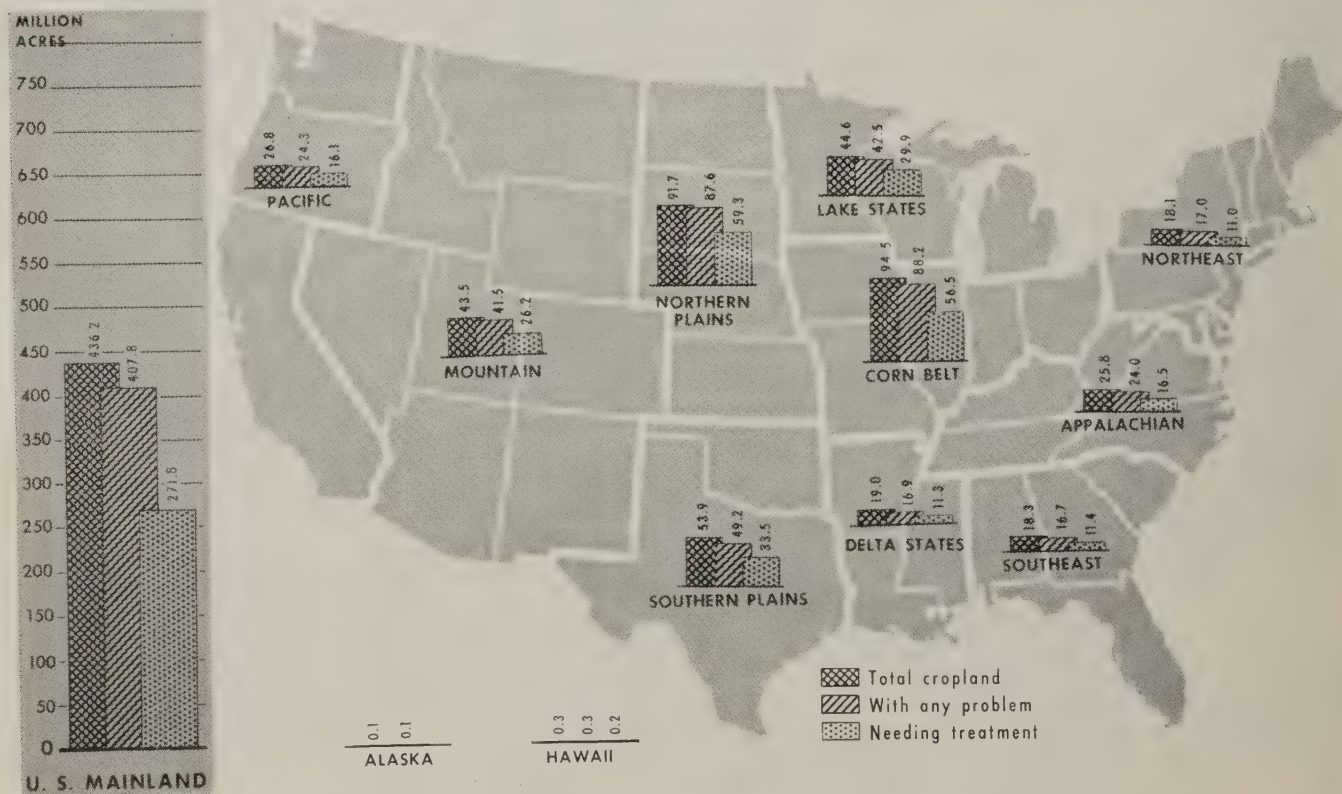 MILLION
ACRES
750
700
650
600
550
500
450
400
350
300
250
200
150
100
50
0
436.2
407.8
271.8
U. S. MAINLAND
26.8 24.3 16.1
PACIFIC
43.5 41.5 26.2
MOUNTAIN
91.7 87.6 59.3
NORTHERN
PLAINS
44.6 42.5 29.9
LAKE STATES
94.5 88.2 56.5
CORN BELT
18.1 17.0 11.0
NORTHEAST
25.8 24.0 16.5
APPALACHIAN
53.9 49.2 33.5
SOUTHERN PLAINS
19.0 16.9 11.3
DELTA STATES
18.3 16.7 11.4
SOUTHEAST
0.1 0.1
ALASKA
0.3 0.3 0.2
HAWAII
Total cropland
With any problem
Needing treatment